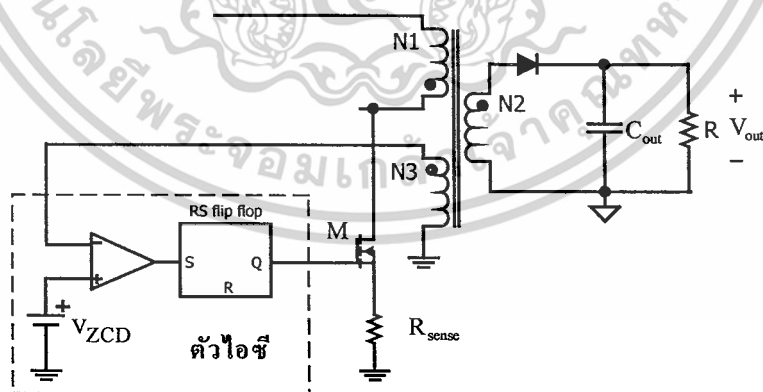 N1
N2
N3
+
C_out
R
V_out
−
RS flip flop
S
Q
R
M
−
+
+
V_ZCD
ตัวไอซี
R_sense